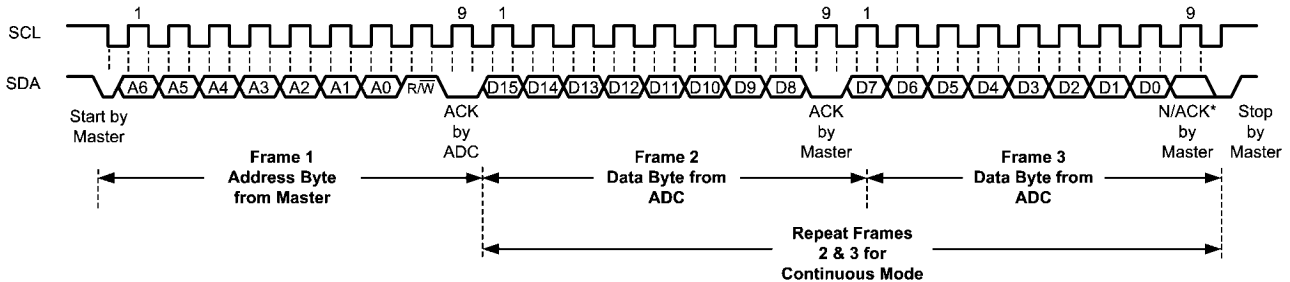 1 9 1 9 1 9
SCL
SDA A6 A5 A4 A3 A2 A1 A0 R/W D15 D14 D13 D12 D11 D10 D9 D8 D7 D6 D5 D4 D3 D2 D1 D0
Start by
Master
ACK
by
ADC
ACK
by
Master
N/ACK*
by
Master
Stop
by
Master
Frame 1
Address Byte
from Master
Frame 2
Data Byte from
ADC
Frame 3
Data Byte from
ADC
Repeat Frames
2 & 3 for
Continuous Mode